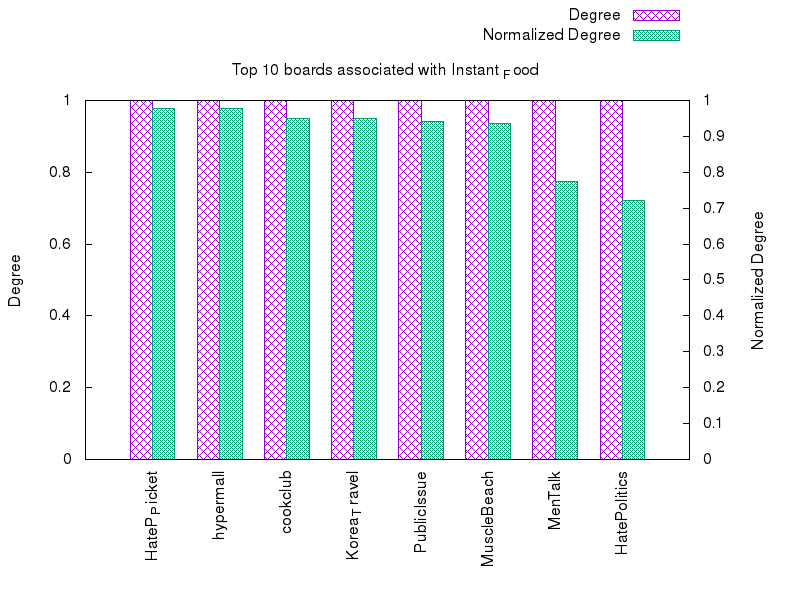 Degree
Normalized Degree
Top 10 boards associated with Instant Food
1
0.8
0.6
0.4
0.2
0
1
0.9
0.8
0.7
0.6
0.5
0.4
0.3
0.2
0.1
0
Degree
Normalized Degree
HatePPicket
hypermall
cookclub
KoreaTravel
PublicIssue
MuscleBeach
MenTalk
HatePolitics